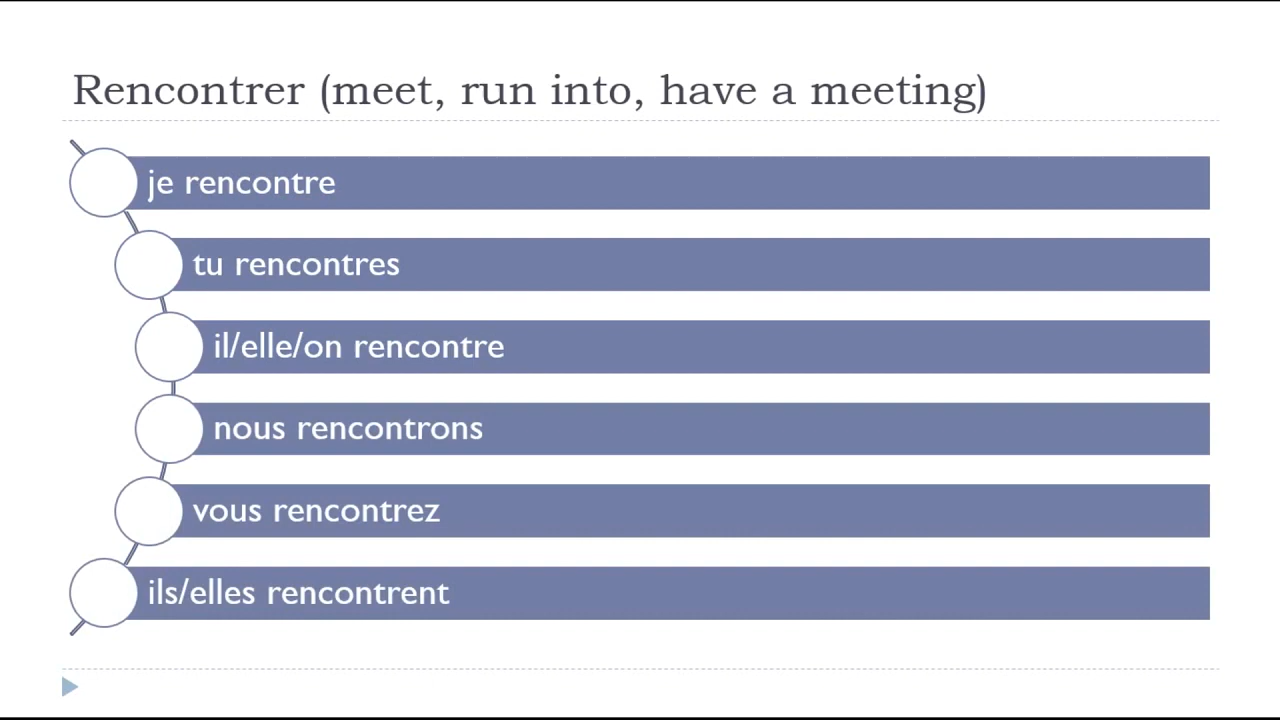 Rencontrer (meet, run into, have a meeting)
je rencontre
tu rencontres
il/elle/on rencontre
nous rencontrons
vous rencontrez
ils/elles rencontrent